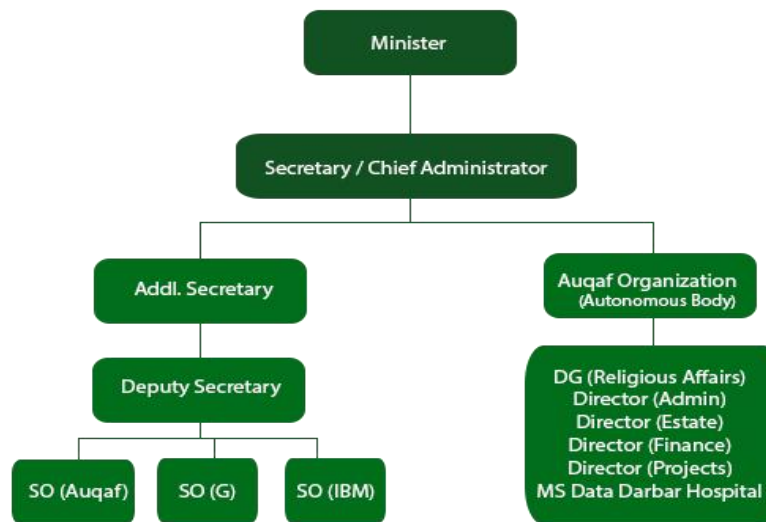 Minister
Secretary / Chief Administrator
Addl. Secretary
Auqaf Organization
(Autonomous Body)
Deputy Secretary
DG (Religious Affairs)
Director (Admin)
Director (Estate)
Director (Finance)
Director (Projects)
MS Data Darbar Hospital
SO (Auqaf)
SO (G)
SO (IBM)